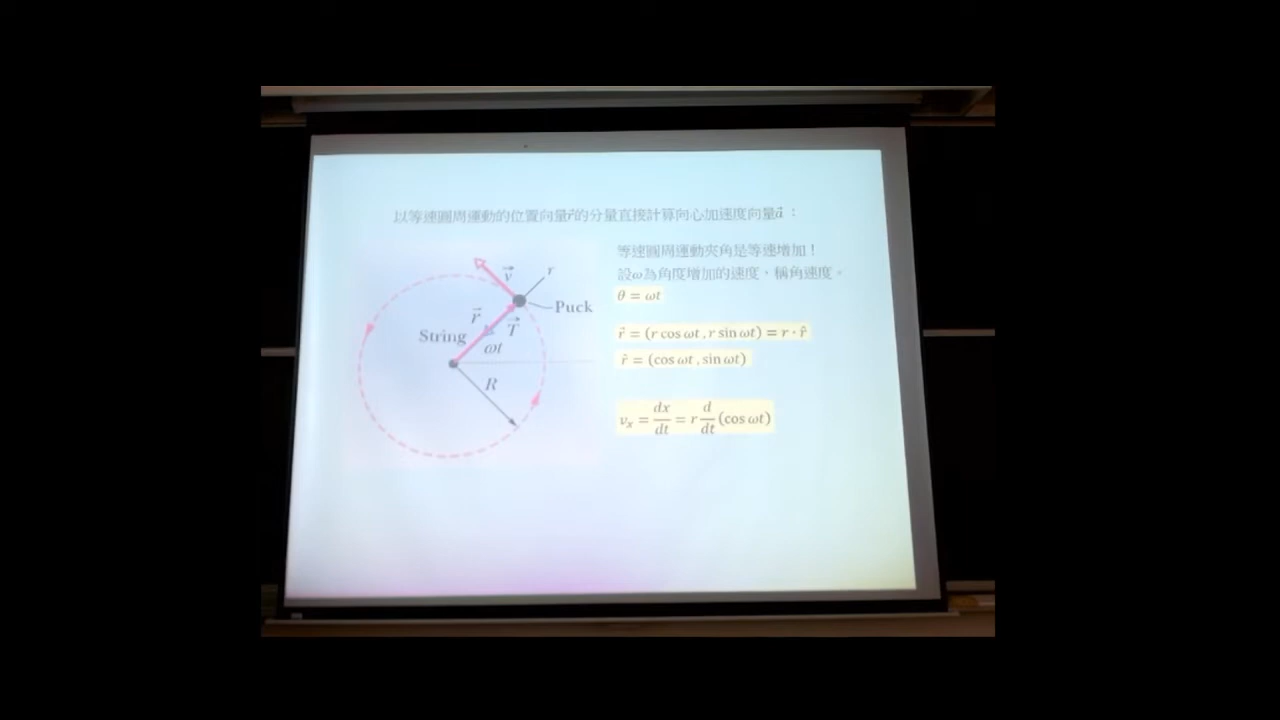 以等速圓周運動的位置向量r⃗的分量直接計算向心加速度向量a⃗：
等速圓周運動夾角是等速增加！
設ω為角度增加的速度、稱角速度。
θ = ωt
r⃗ = (r cos ωt , r sin ωt) = r · r̂
r̂ = (cos ωt , sin ωt)
v_x = dx/dt = r d/dt (cos ωt)
v⃗
r
Puck
r⃗
T⃗
String
ωt
R